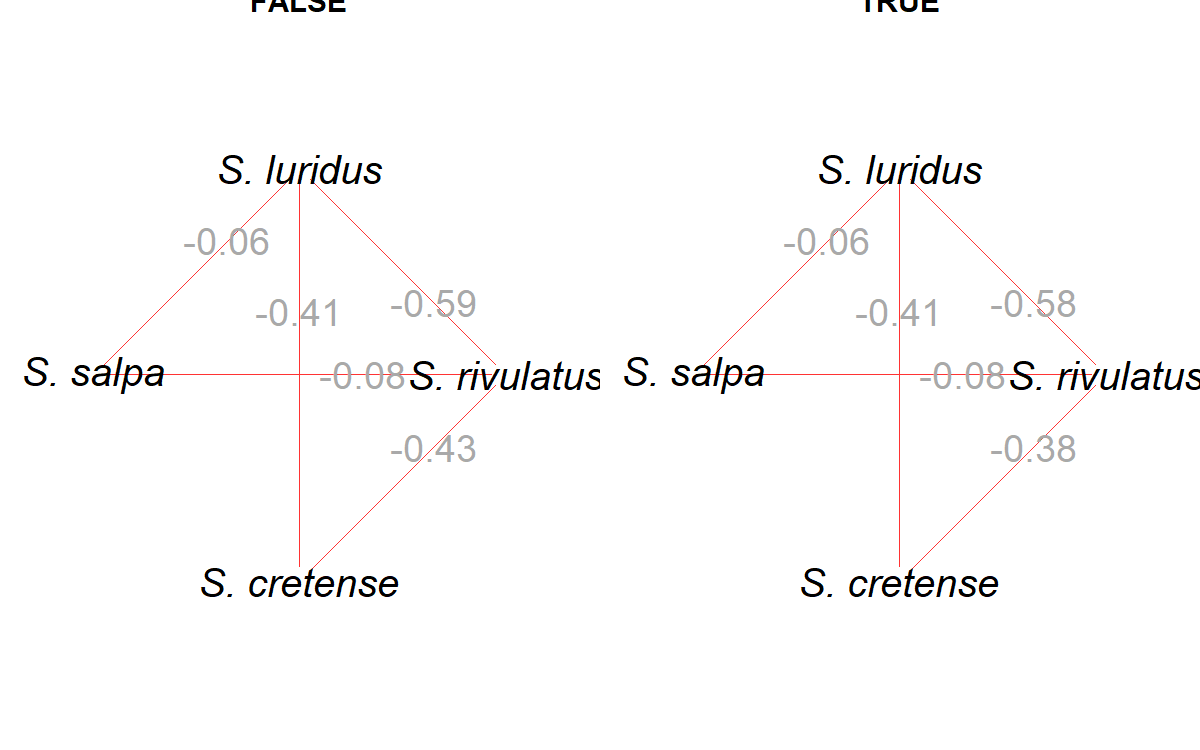 FALSE
S. luridus
-0.06
-0.59
-0.41
S. salpa
-0.08
S. rivulatus
-0.43
S. cretense
TRUE
S. luridus
-0.06
-0.58
-0.41
S. salpa
-0.08
S. rivulatus
-0.38
S. cretense